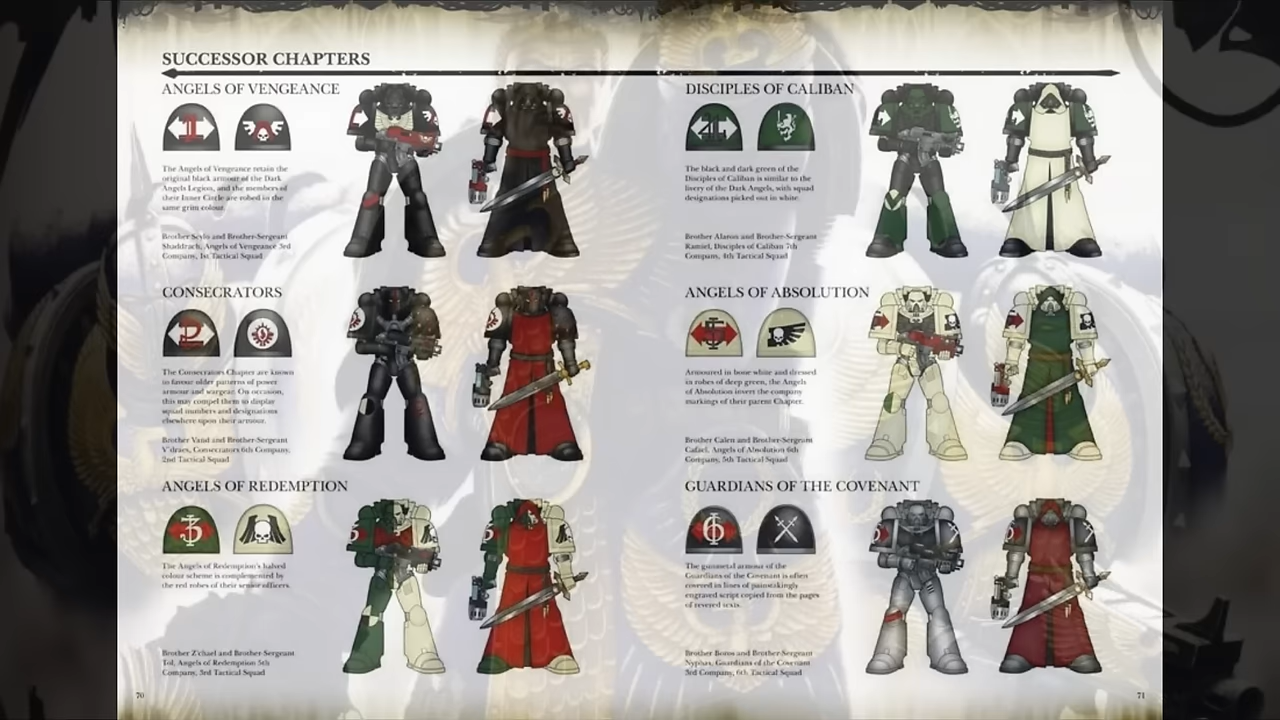 SUCCESSOR CHAPTERS
ANGELS OF VENGEANCE
1
The Angels of Vengeance retain the
original black armour of the Dark
Angels Legion, and the members of
their Inner Circle are robed in the
same grim colour.
Brother Seyło and Brother-Sergeant
Shaddrach, Angels of Vengeance 3rd
Company, 1st Tactical Squad
CONSECRATORS
2
The Consecrators Chapter are known
to favour older patterns of power
armour and wargear. On occasion,
this may compel them to display
squad numbers and designations
elsewhere upon their armour.
Brother Vaud and Brother-Sergeant
V'draes, Consecrators 6th Company,
2nd Tactical Squad
ANGELS OF REDEMPTION
3
The Angels of Redemption's halved
colour scheme is complemented by
the red robes of their senior officers.
Brother Z'chael and Brother-Sergeant
Tol, Angels of Redemption 5th
Company, 3rd Tactical Squad
70
DISCIPLES OF CALIBAN
4
The black and dark green of the
Disciples of Caliban is similar to the
livery of the Dark Angels, with squad
designations picked out in white.
Brother Alaron and Brother-Sergeant
Ramiel, Disciples of Caliban 7th
Company, 4th Tactical Squad
ANGELS OF ABSOLUTION
5
Armoured in bone white and dressed
in robes of deep green, the Angels
of Absolution invert the company
markings of their parent Chapter.
Brother Calen and Brother-Sergeant
Cafael, Angels of Absolution 6th
Company, 5th Tactical Squad
GUARDIANS OF THE COVENANT
6
The gunmetal armour of the
Guardians of the Covenant is often
covered in lines of painstakingly
engraved script copied from the pages
of revered texts.
Brother Boros and Brother-Sergeant
Nyphas, Guardians of the Covenant
3rd Company, 6th Tactical Squad
71